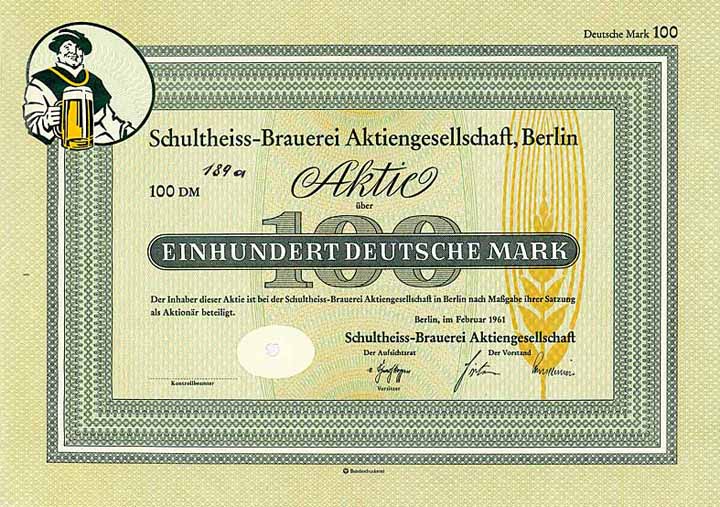 Deutsche Mark 100
Schultheiss-Brauerei Aktiengesellschaft, Berlin
189a
100 DM
Aktie
über
100
EINHUNDERT DEUTSCHE MARK
Der Inhaber dieser Aktie ist bei der Schultheiss-Brauerei Aktiengesellschaft in Berlin nach Maßgabe ihrer Satzung
als Aktionär beteiligt.
Berlin, im Februar 1961
Schultheiss-Brauerei Aktiengesellschaft
Der Aufsichtsrat Der Vorstand
Vorsitzer
Kontrollbeamter
Bundesdruckerei